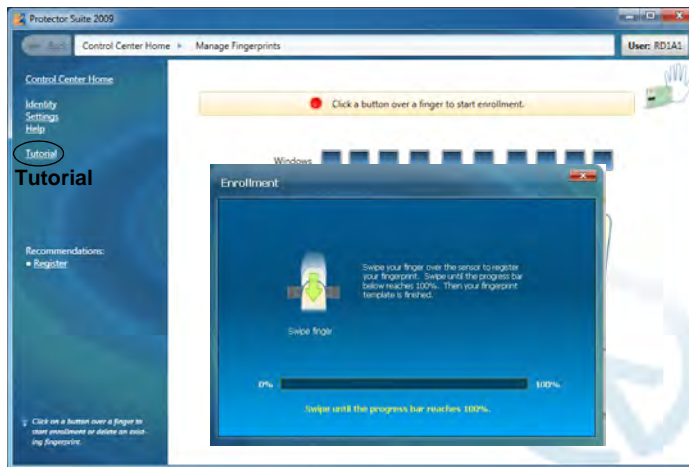 Protector Suite 2009
Back Control Center Home Manage Fingerprints User: RD1A1
Control Center Home
Identity
Settings
Help
Tutorial
Tutorial
Recommendations:
Register
Click on a button over a finger to
start enrollment or delete an exist-
ing fingerprint.
Click a button over a finger to start enrollment.
Windows
Enrollment
Swipe your finger over the sensor to register
your fingerprint. Swipe until the progress bar
below reaches 100%. Then your fingerprint
template is finished.
Swipe finger
0% 100%
Swipe until the progress bar reaches 100%.